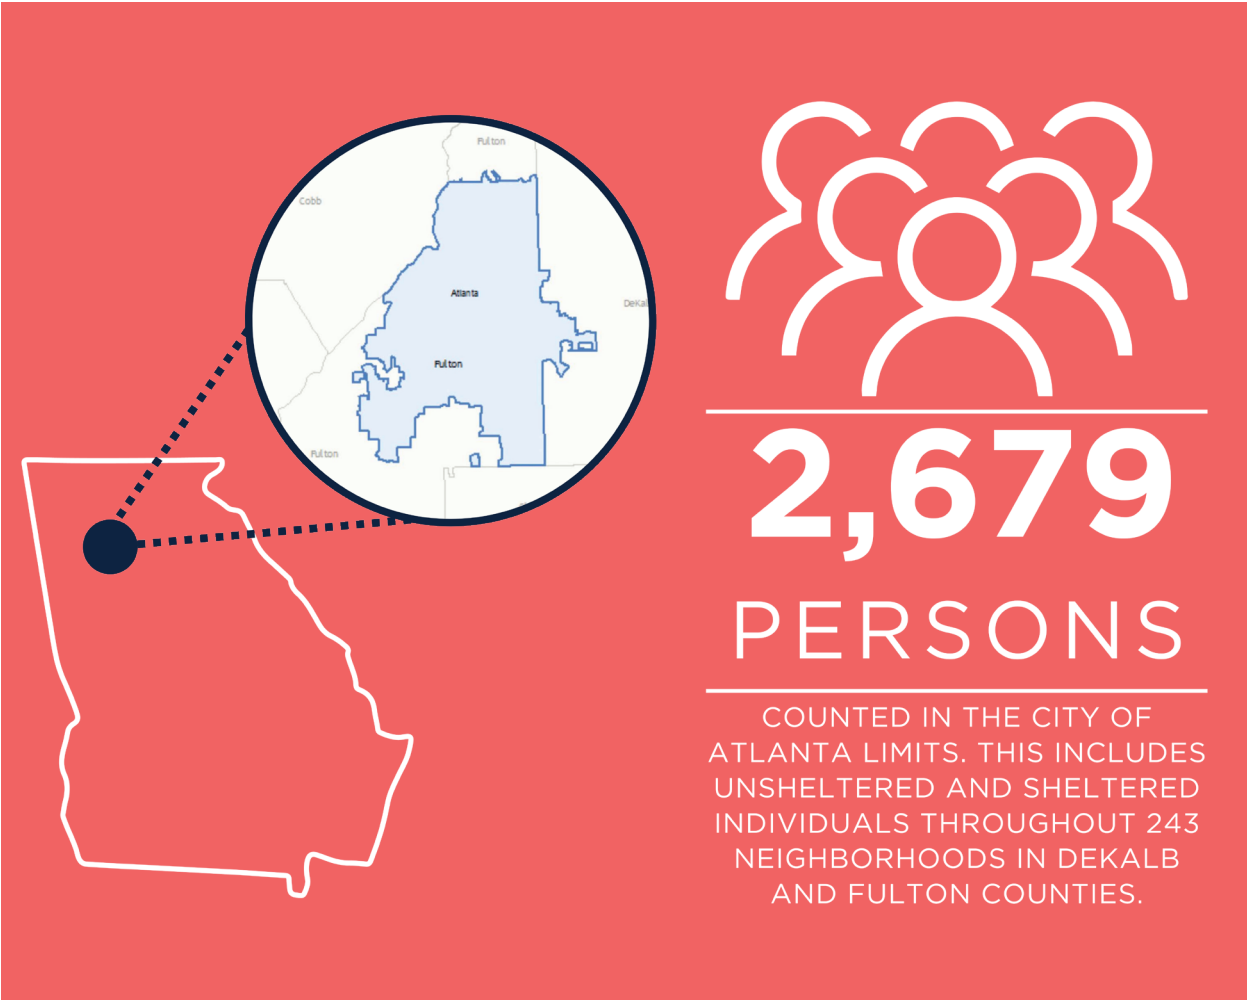 Fulton
Cobb
Atlanta
DeKal
Fulton
Fulton
2,679
PERSONS
COUNTED IN THE CITY OF
ATLANTA LIMITS. THIS INCLUDES
UNSHELTERED AND SHELTERED
INDIVIDUALS THROUGHOUT 243
NEIGHBORHOODS IN DEKALB
AND FULTON COUNTIES.